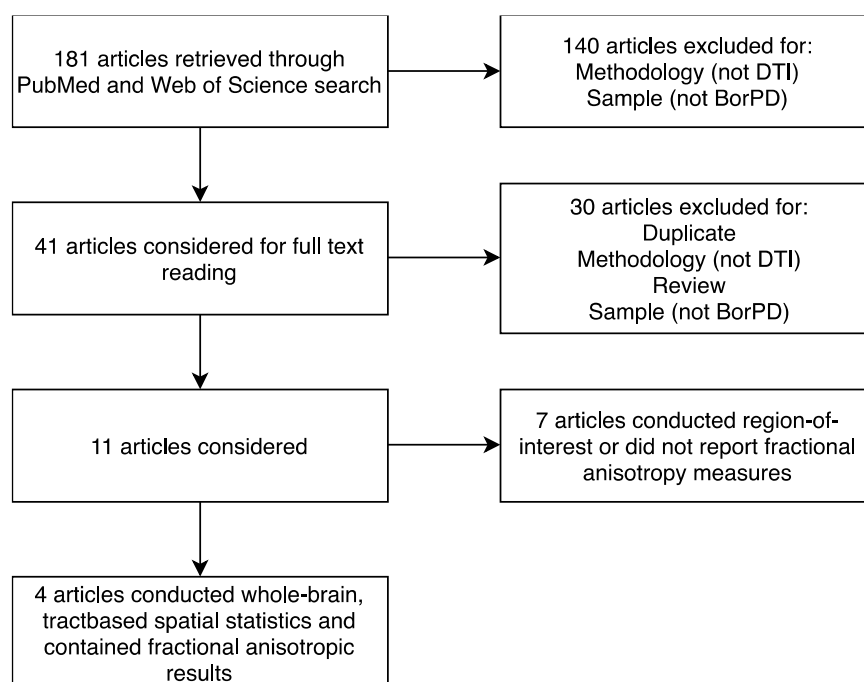 181 articles retrieved through
PubMed and Web of Science search
140 articles excluded for:
Methodology (not DTI)
Sample (not BorPD)
41 articles considered for full text
reading
30 articles excluded for:
Duplicate
Methodology (not DTI)
Review
Sample (not BorPD)
11 articles considered
7 articles conducted region-of-
interest or did not report fractional
anisotropy measures
4 articles conducted whole-brain,
tractbased spatial statistics and
contained fractional anisotropic
results